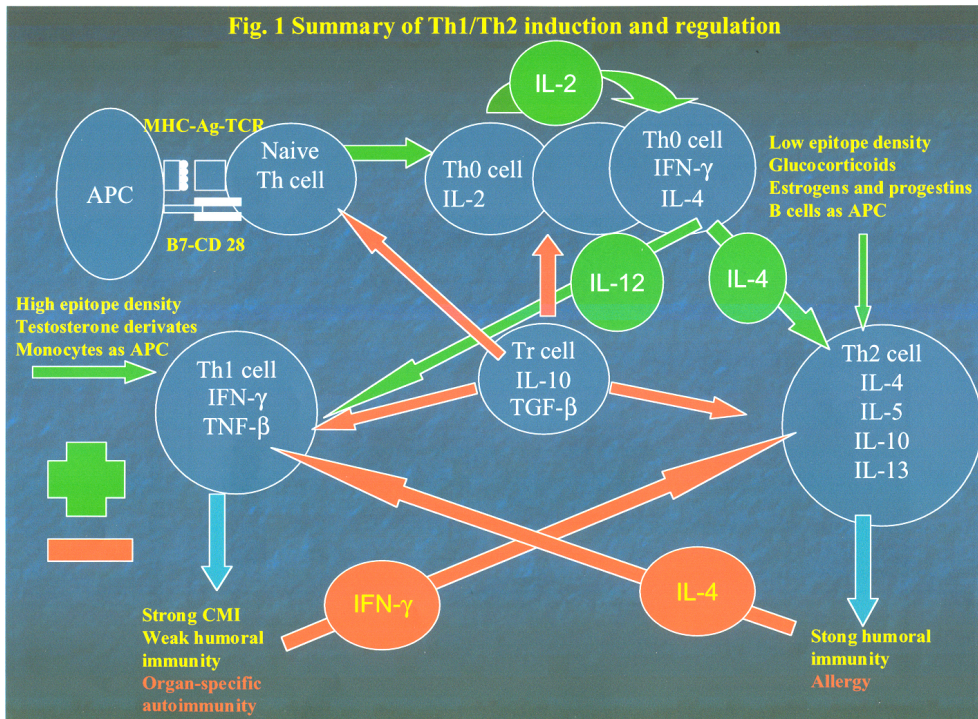 Fig. 1 Summary of Th1/Th2 induction and regulation
IL-2
MHC-Ag-TCR
APC
Naive
Th cell
B7-CD 28
Th0 cell
IL-2
Th0 cell
IFN-γ
IL-4
Low epitope density
Glucocorticoids
Estrogens and progestins
B cells as APC
IL-12
IL-4
High epitope density
Testosterone derivates
Monocytes as APC
Th1 cell
IFN-γ
TNF-β
Tr cell
IL-10
TGF-β
Th2 cell
IL-4
IL-5
IL-10
IL-13
IFN-γ
IL-4
Strong CMI
Weak humoral
immunity
Organ-specific
autoimmunity
Stong humoral
immunity
Allergy